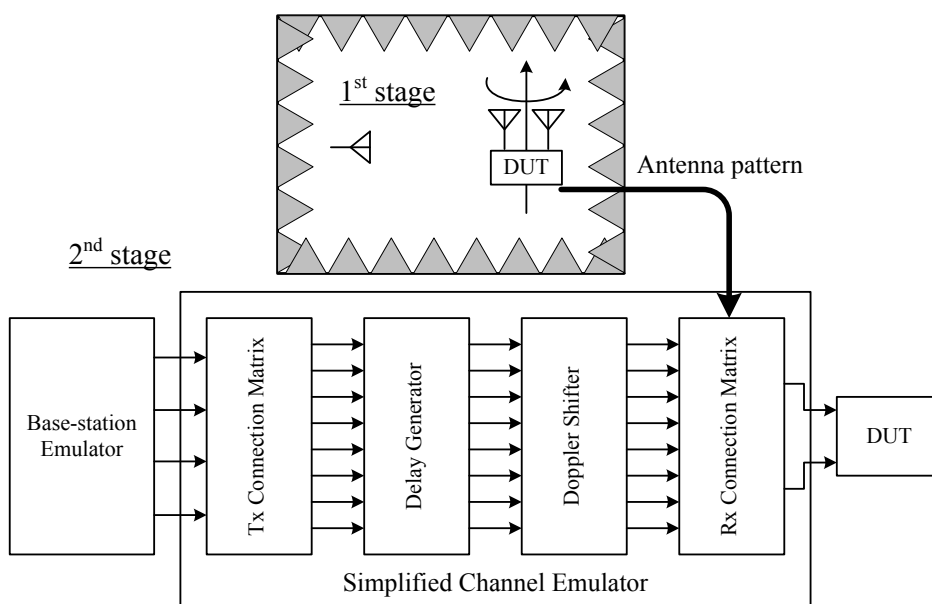 1st stage
DUT
Antenna pattern
2nd stage
Base-station
Emulator
Tx Connection Matrix
Delay Generator
Doppler Shifter
Rx Connection Matrix
DUT
Simplified Channel Emulator